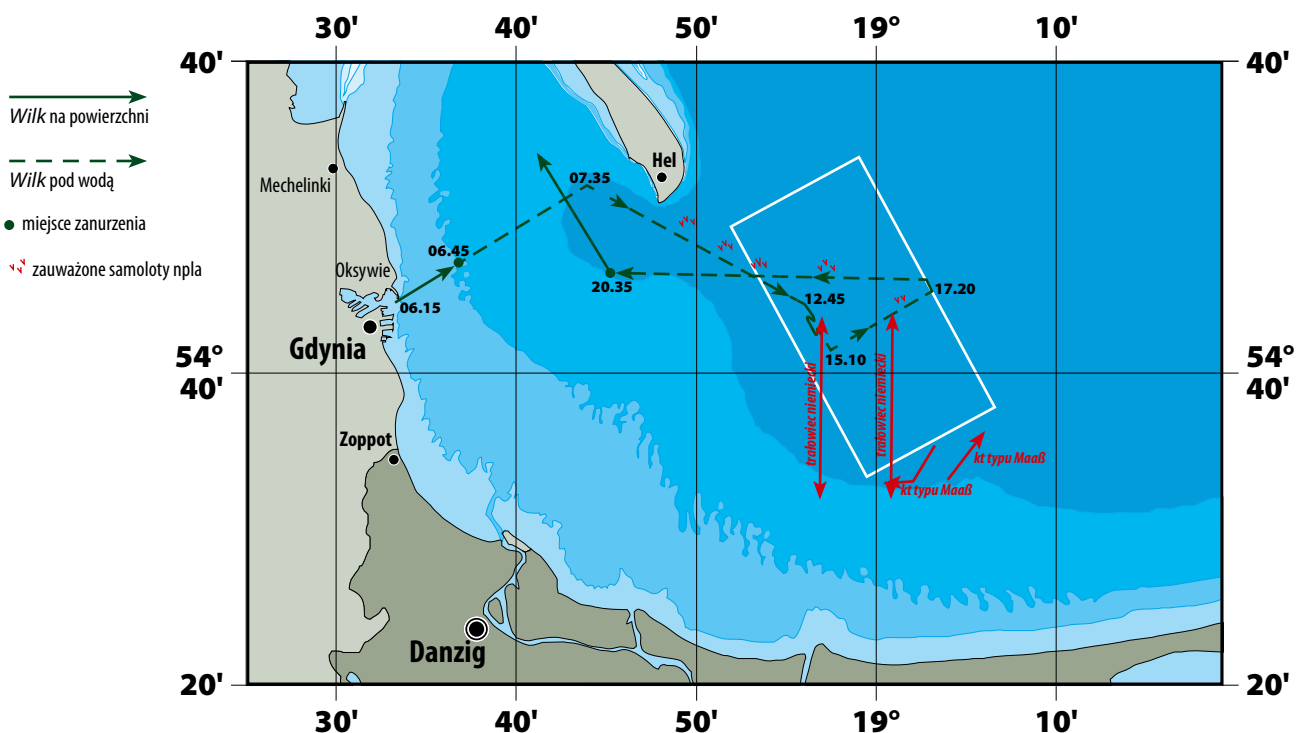 30'
40'
50'
19°
10'
40'
40'
Wilk na powierzchni
Wilk pod wodą
miejsce zanurzenia
zauważone samoloty npla
Mechelinki
Hel
07.35
Oksywie
06.45
06.15
20.35
12.45
17.20
15.10
Gdynia
54°
40'
54°
40'
trałowiec niemiecki
trałowiec niemiecki
Zoppot
kt typu Maaß
kt typu Maaß
Danzig
20'
20'
30'
40'
50'
19°
10'